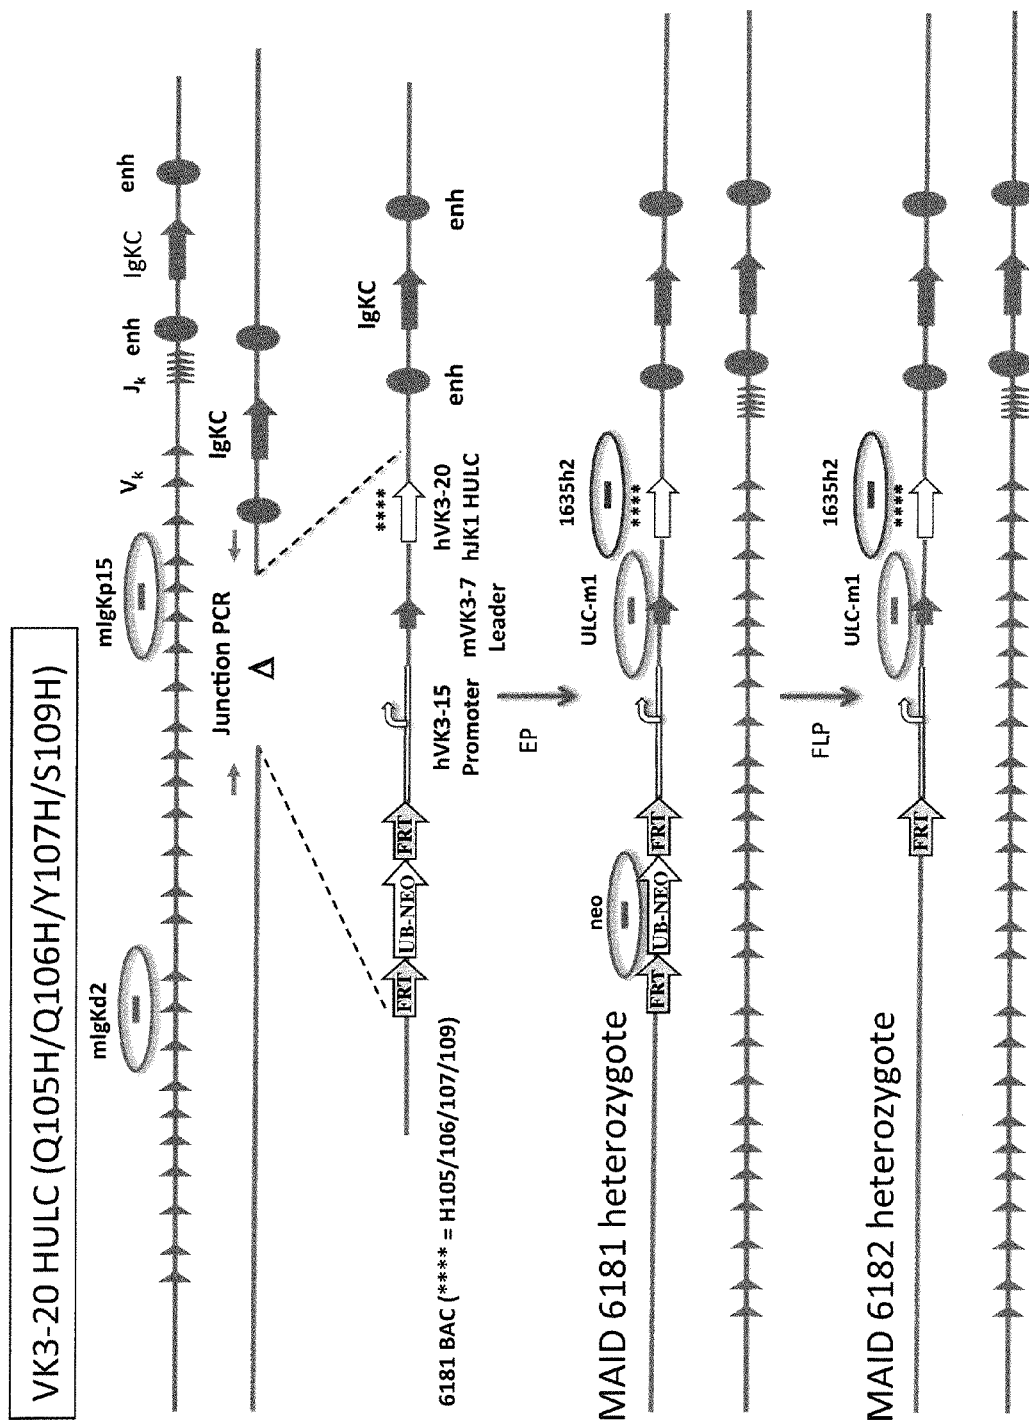 VK3-20 HULC (Q105H/Q106H/Y107H/S109H)
mIgKd2
mIgKp15
Vk
Jk
enh
IgKC
enh
Junction PCR
Δ
IgKC
FRT
UB-NEO
FRT
hVK3-15
Promoter
mVK3-7
Leader
****
hVK3-20
hJK1 HULC
enh
IgKC
enh
6181 BAC (**** = H105/106/107/109)
EP
MAID 6181 heterozygote
neo
FRT
UB-NEO
FRT
ULC-m1
1635h2
****
FLP
MAID 6182 heterozygote
FRT
ULC-m1
1635h2
****